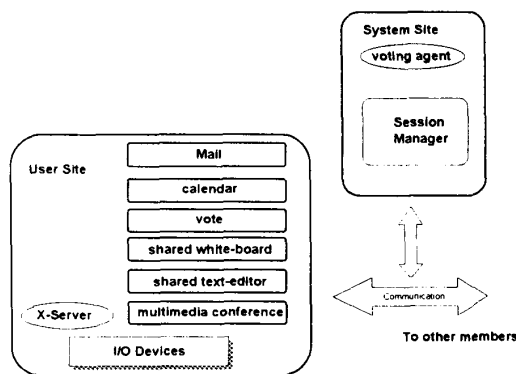 System Site
voting agent
Session
Manager
User Site
Mail
calendar
vote
shared white-board
shared text-editor
multimedia conference
X-Server
I/O Devices
Communication
To other members